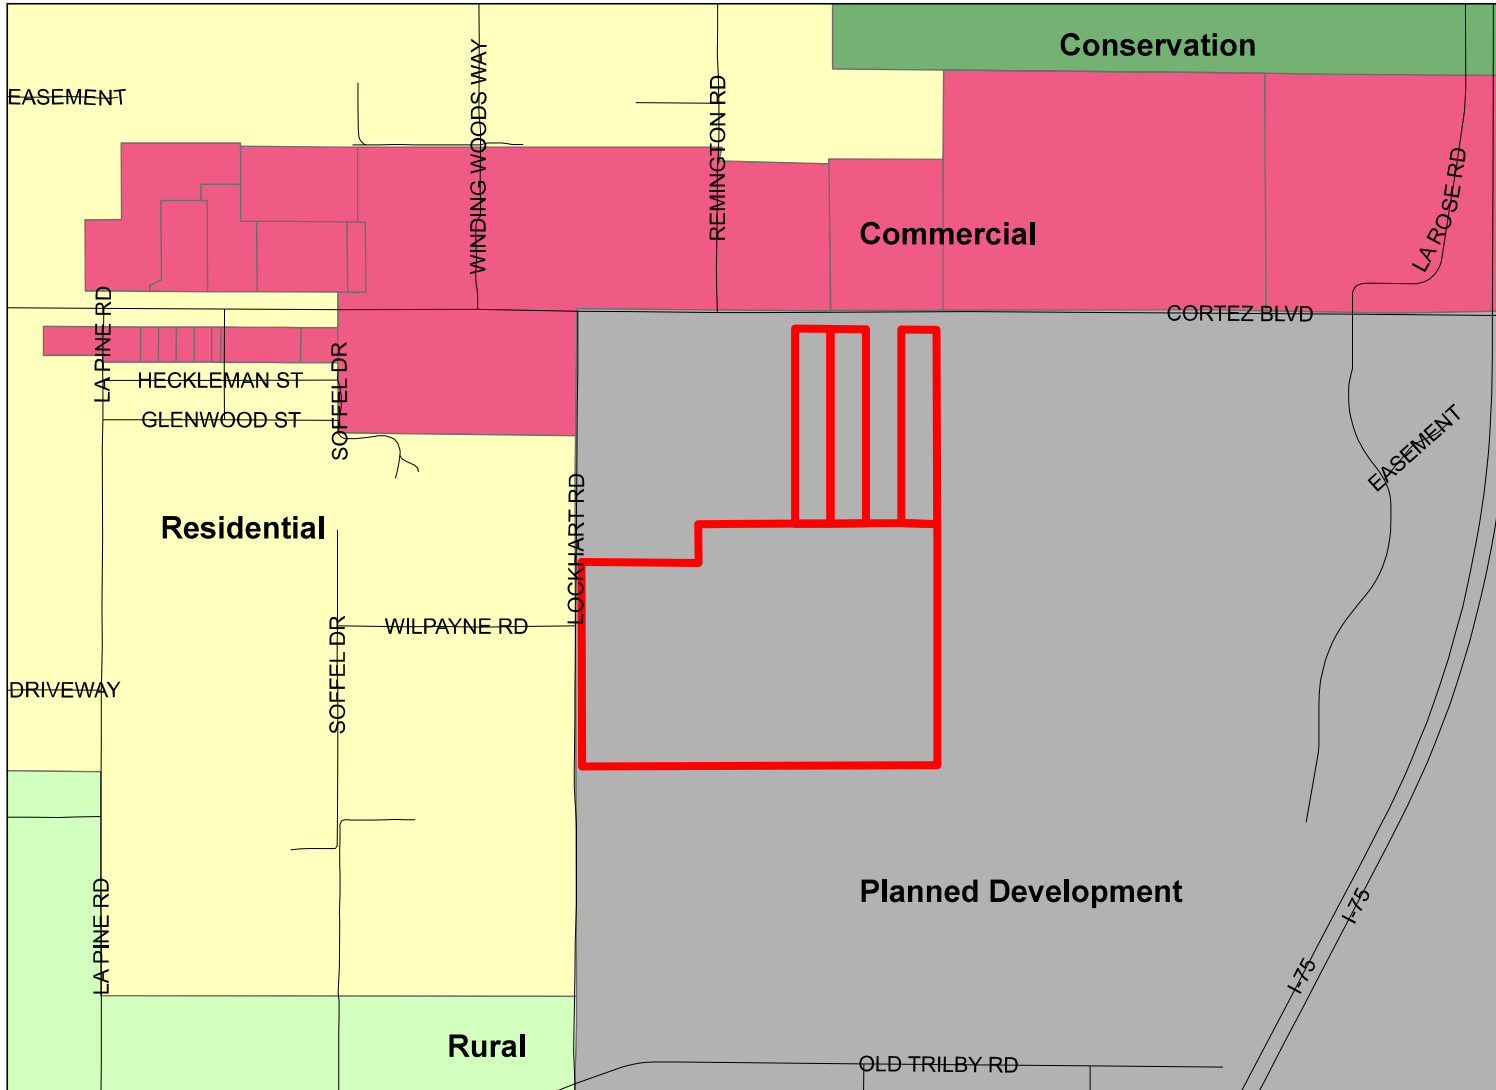 Conservation
EASEMENT
WINDING WOODS WAY
REMINGTON RD
LA ROSE RD
Commercial
CORTEZ BLVD
LA PINE RD
HECKLEMAN ST
SOFFEL DR
GLENWOOD ST
EASEMENT
Residential
LOCKHART RD
WILPAYNE RD
SOFFEL DR
DRIVEWAY
Planned Development
I-75
LA PINE RD
I-75
Rural
OLD TRILBY RD